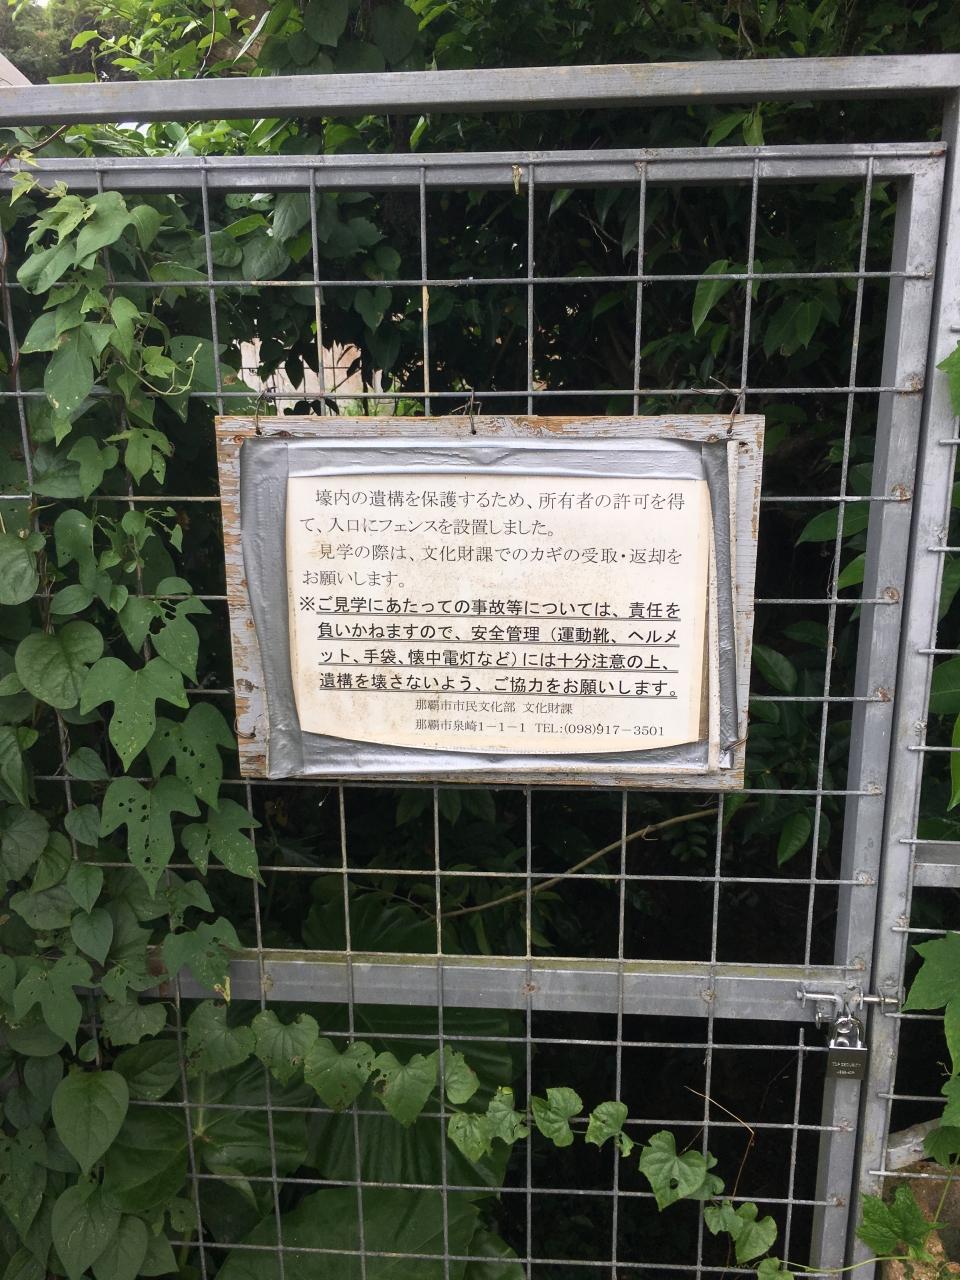 壕内の遺構を保護するため、所有者の許可を得
て、入口にフェンスを設置しました。
見学の際は、文化財課でのカギの受取・返却を
お願いします。
※ご見学にあたっての事故等については、責任を
負いかねますので、安全管理（運動靴、ヘルメ
ット、手袋、懐中電灯など）には十分注意の上、
遺構を壊さないよう、ご協力をお願いします。
那覇市市民文化部 文化財課
那覇市泉崎1－1－1 TEL:(098)917－3501
TOP SECURITY